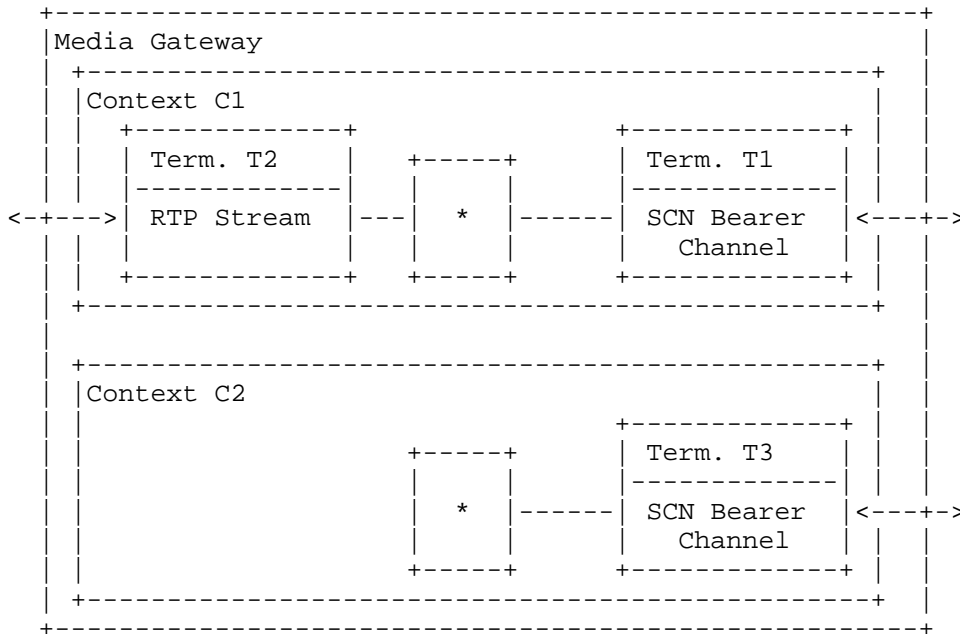 Media Gateway
Context C1
Term. T2
Term. T1
RTP Stream
*
SCN Bearer
Channel
Context C2
Term. T3
*
SCN Bearer
Channel